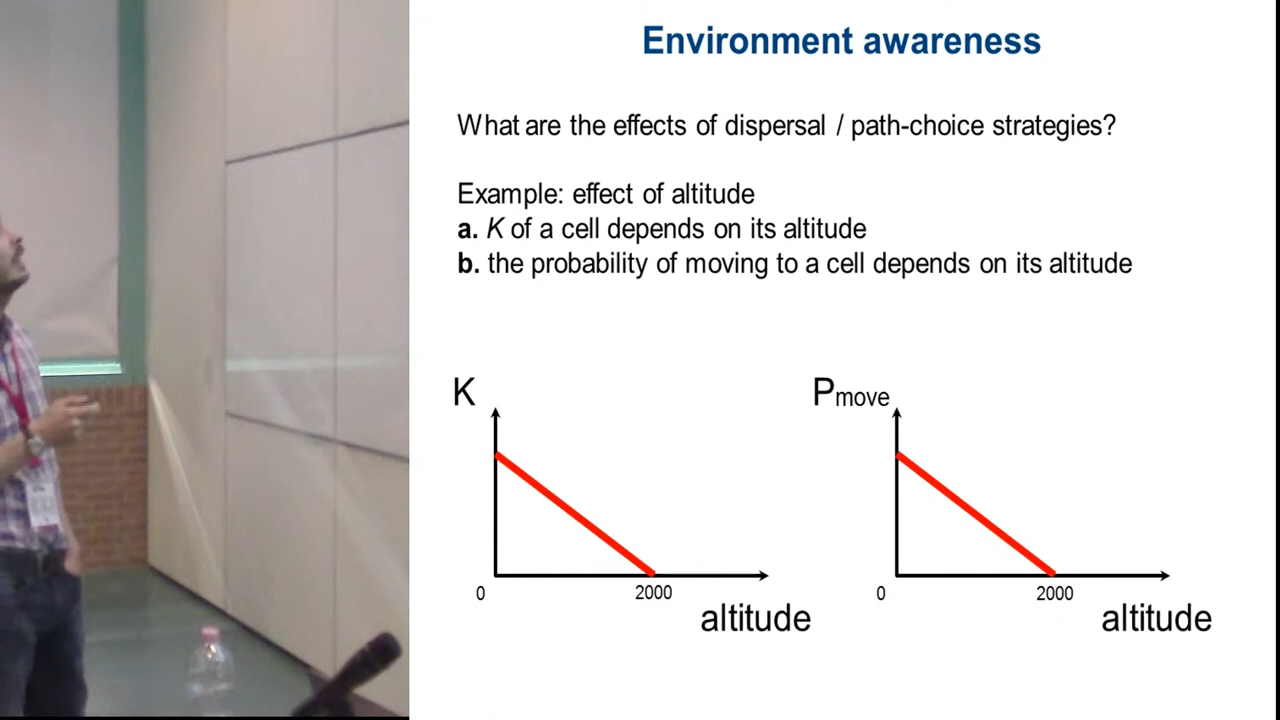 Environment awareness
What are the effects of dispersal / path-choice strategies?
Example: effect of altitude
a. K of a cell depends on its altitude
b. the probability of moving to a cell depends on its altitude
K
0
2000
altitude
Pmove
0
2000
altitude